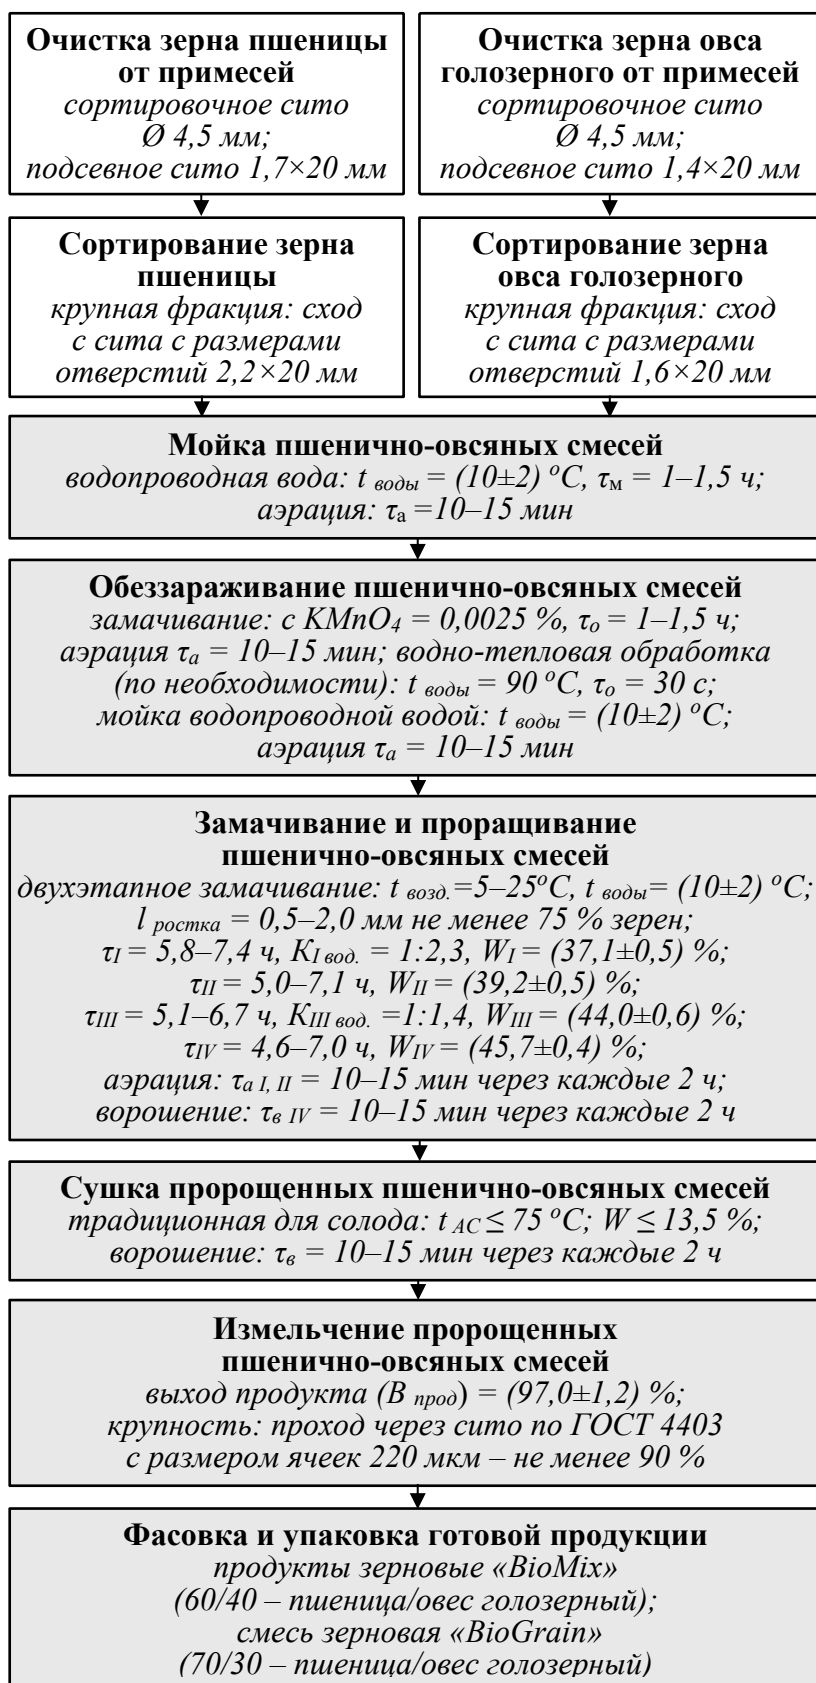 Очистка зерна пшеницы
от примесей
сортировочное сито
Ø 4,5 мм;
подсевное сито 1,7×20 мм
Очистка зерна овса
голозерного от примесей
сортировочное сито
Ø 4,5 мм;
подсевное сито 1,4×20 мм
Сортирование зерна
пшеницы
крупная фракция: сход
с сита с размерами
отверстий 2,2×20 мм
Сортирование зерна
овса голозерного
крупная фракция: сход
с сита с размерами
отверстий 1,6×20 мм
Мойка пшенично-овсяных смесей
водопроводная вода: t воды = (10±2) ºС, τм = 1–1,5 ч;
аэрация: τа =10–15 мин
Обеззараживание пшенично-овсяных смесей
замачивание: с KMnO4 = 0,0025 %, τо = 1–1,5 ч;
аэрация τа = 10–15 мин; водно-тепловая обработка
(по необходимости): t воды = 90 ºС, τо = 30 с;
мойка водопроводной водой: t воды = (10±2) ºС;
аэрация τа = 10–15 мин
Замачивание и проращивание
пшенично-овсяных смесей
двухэтапное замачивание: t возд.=5–25ºС, t воды= (10±2) ºС;
l ростка = 0,5–2,0 мм не менее 75 % зерен;
τI = 5,8–7,4 ч, КI вод. = 1:2,3, WI = (37,1±0,5) %;
τII = 5,0–7,1 ч, WII = (39,2±0,5) %;
τIII = 5,1–6,7 ч, КIII вод. =1:1,4, WIII = (44,0±0,6) %;
τIV = 4,6–7,0 ч, WIV = (45,7±0,4) %;
аэрация: τа I, II = 10–15 мин через каждые 2 ч;
ворошение: τв IV = 10–15 мин через каждые 2 ч
Сушка пророщенных пшенично-овсяных смесей
традиционная для солода: t АС ≤ 75 ºС; W ≤ 13,5 %;
ворошение: τв = 10–15 мин через каждые 2 ч
Измельчение пророщенных
пшенично-овсяных смесей
выход продукта (В прод) = (97,0±1,2) %;
крупность: проход через сито по ГОСТ 4403
с размером ячеек 220 мкм – не менее 90 %
Фасовка и упаковка готовой продукции
продукты зерновые «BioMix»
(60/40 – пшеница/овес голозерный);
смесь зерновая «BioGrain»
(70/30 – пшеница/овес голозерный)